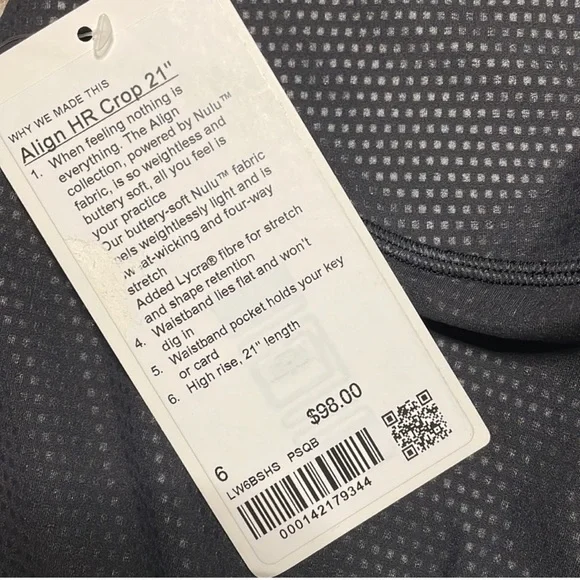 WHY WE MADE THIS
Align HR Crop 21"
1. When feeling nothing is
everything. The Align
collection, powered by Nulu™
fabric, is so weightless and
buttery soft, all you feel is
your practice
Our buttery-soft Nulu™ fabric
feels weightlessly light and is
sweat-wicking and four-way
stretch
Added Lycra® fibre for stretch
and shape retention
4. Waistband lies flat and won't
dig in
5. Waistband pocket holds your key
or card
6. High rise, 21" length
$98.00
6
LW6BSHS PSQB
000142179344